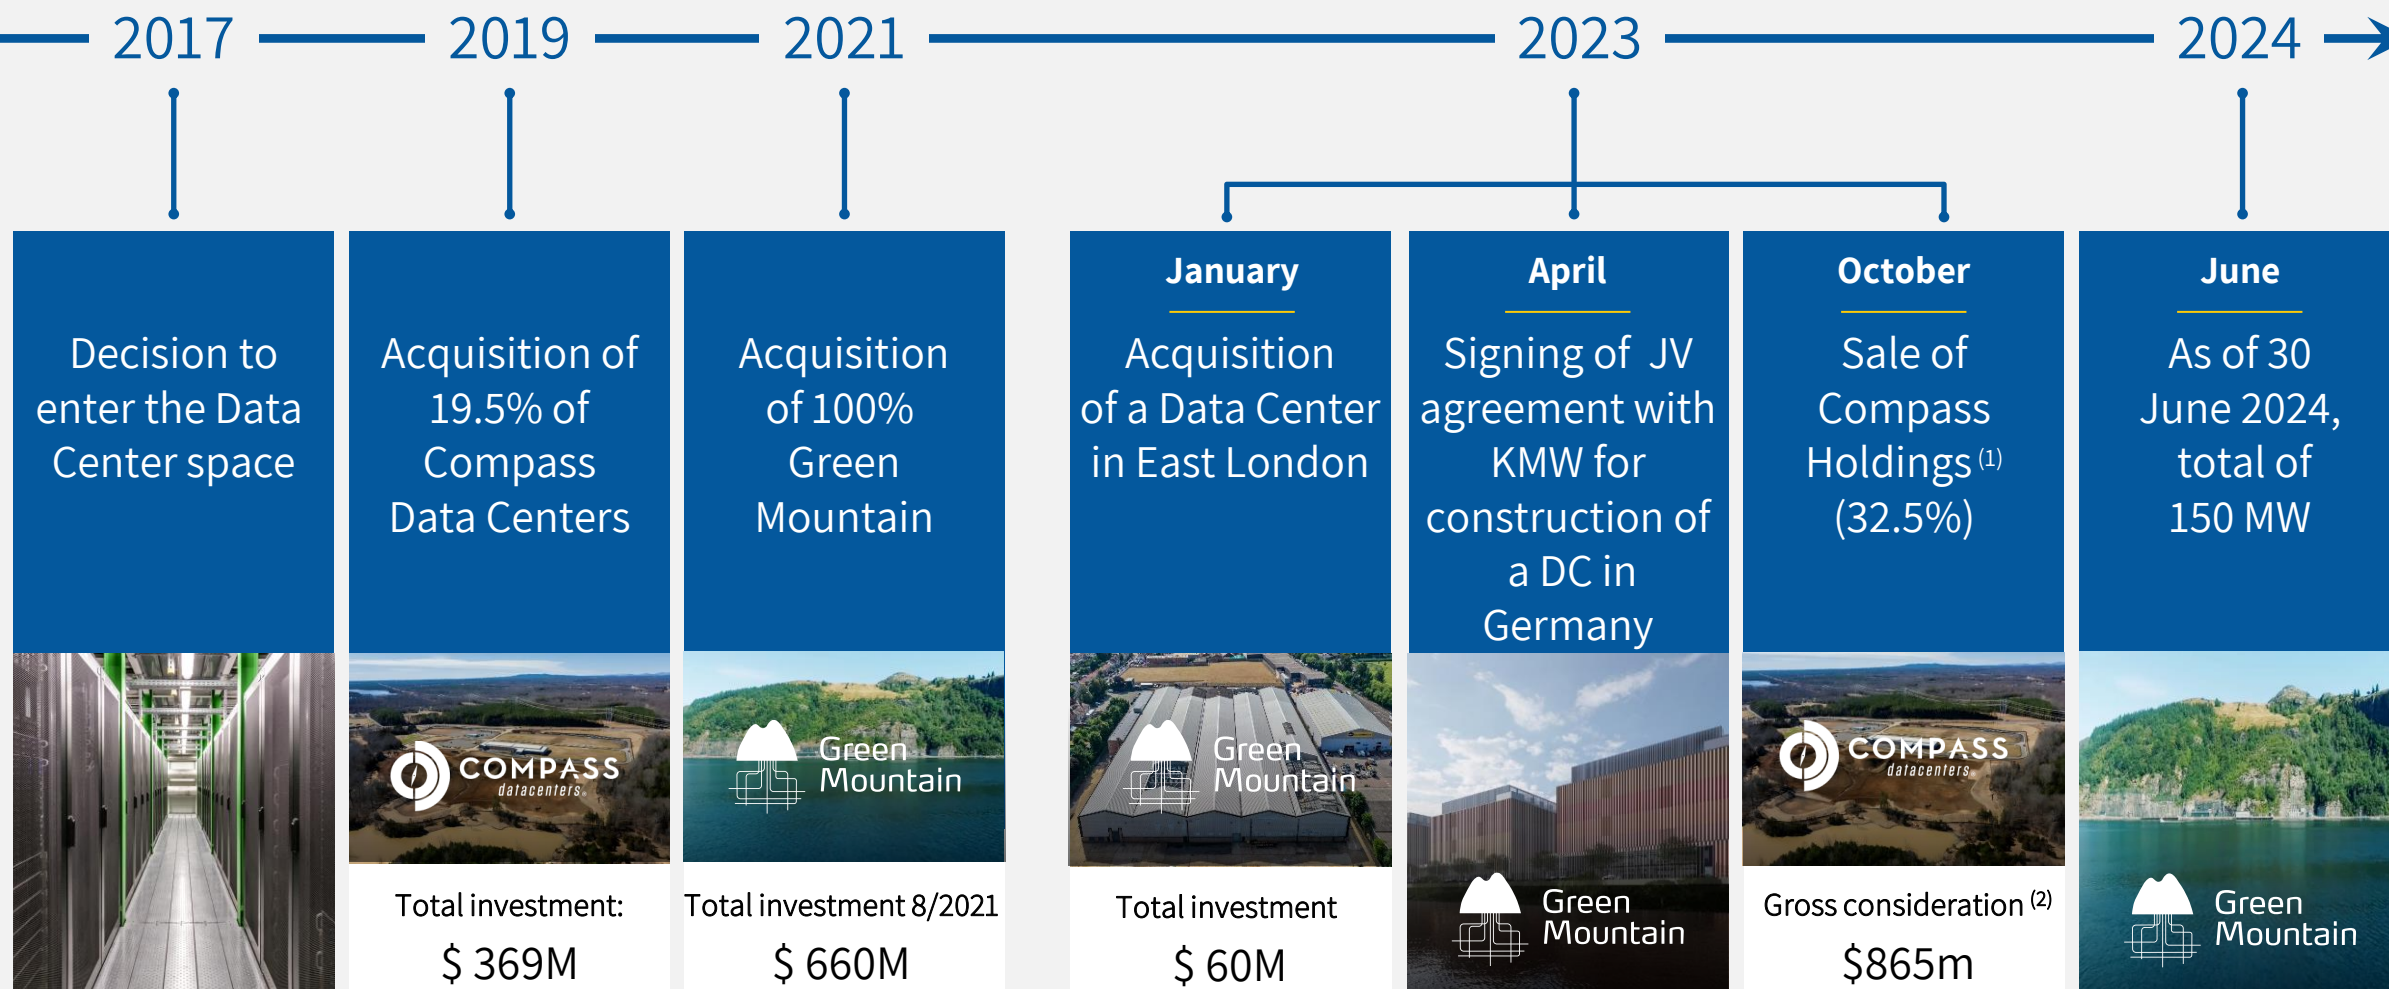 2017
2019
2021
2023
2024
Decision to
enter the Data
Center space
Acquisition of
19.5% of
Compass
Data Centers
COMPASS
datacenters®
Total investment:
$ 369M
Acquisition
of 100%
Green
Mountain
Green
Mountain
Total investment 8/2021
$ 660M
January
Acquisition
of a Data Center
in East London
Green
Mountain
Total investment
$ 60M
April
Signing of JV
agreement with
KMW for
construction of
a DC in
Germany
Green
Mountain
October
Sale of
Compass
Holdings (1)
(32.5%)
COMPASS
datacenters®
Gross consideration (2)
$865m
June
As of 30
June 2024,
total of
150 MW
Green
Mountain